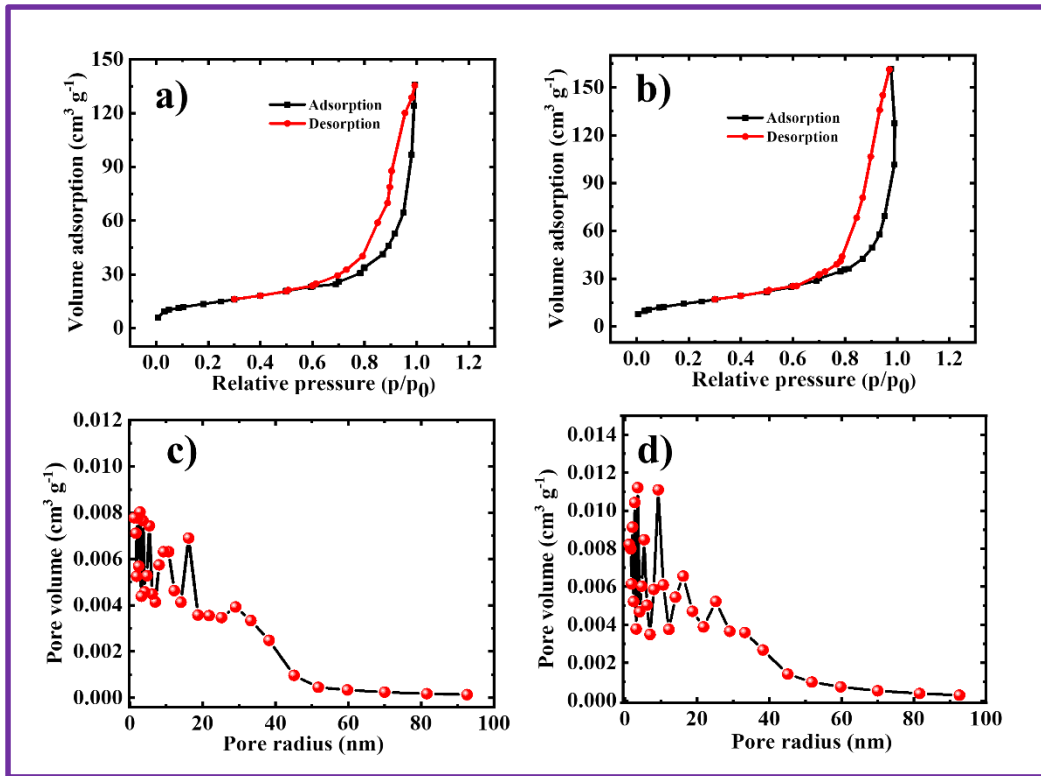 a)
Adsorption
Desorption
Volume adsorption (cm³ g⁻¹)
150
120
90
60
30
0
0.0 0.2 0.4 0.6 0.8 1.0 1.2
Relative pressure (p/p₀)
b)
Adsorption
Desorption
Volume adsorption (cm³ g⁻¹)
150
120
90
60
30
0
0.0 0.2 0.4 0.6 0.8 1.0 1.2
Relative pressure (p/p₀)
c)
Pore volume (cm³ g⁻¹)
0.012
0.010
0.008
0.006
0.004
0.002
0.000
0 20 40 60 80 100
Pore radius (nm)
d)
Pore volume (cm³ g⁻¹)
0.014
0.012
0.010
0.008
0.006
0.004
0.002
0.000
0 20 40 60 80 100
Pore radius (nm)